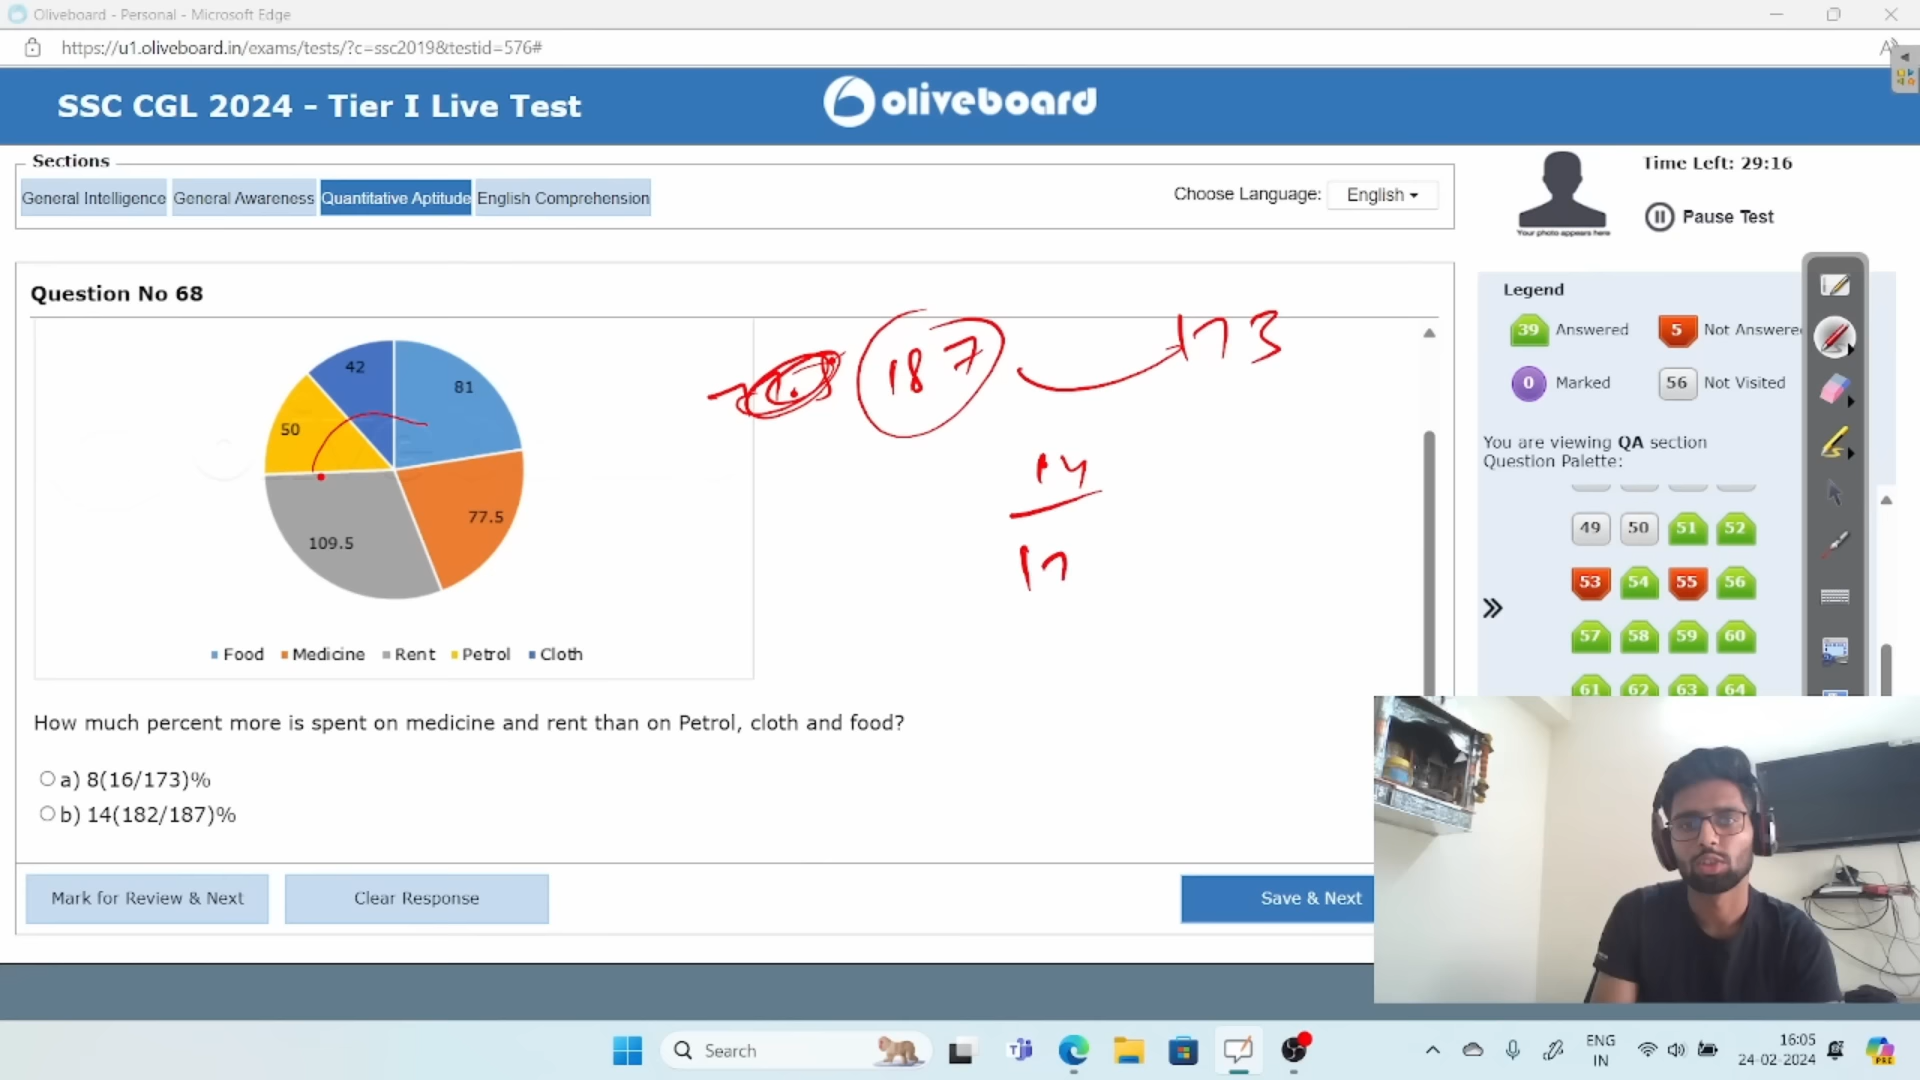 Oliveboard - Personal - Microsoft Edge
https://u1.oliveboard.in/exams/tests/?c=ssc2019&testid=576#
SSC CGL 2024 - Tier I Live Test
oliveboard
Sections
General Intelligence General Awareness Quantitative Aptitude English Comprehension
Choose Language: English
Your photo appears here
Time Left: 29:16
Pause Test
Question No 68
42
81
50
77.5
109.5
Food Medicine Rent Petrol Cloth
187
173
14
17
How much percent more is spent on medicine and rent than on Petrol, cloth and food?
a) 8(16/173)%
b) 14(182/187)%
Mark for Review & Next
Clear Response
Save & Next
Legend
39 Answered
5 Not Answere
0 Marked
56 Not Visited
You are viewing QA section
Question Palette:
49 50 51 52
53 54 55 56
57 58 59 60
61 62 63 64
Search
ENG
IN
16:05
24-02-2024
PRE